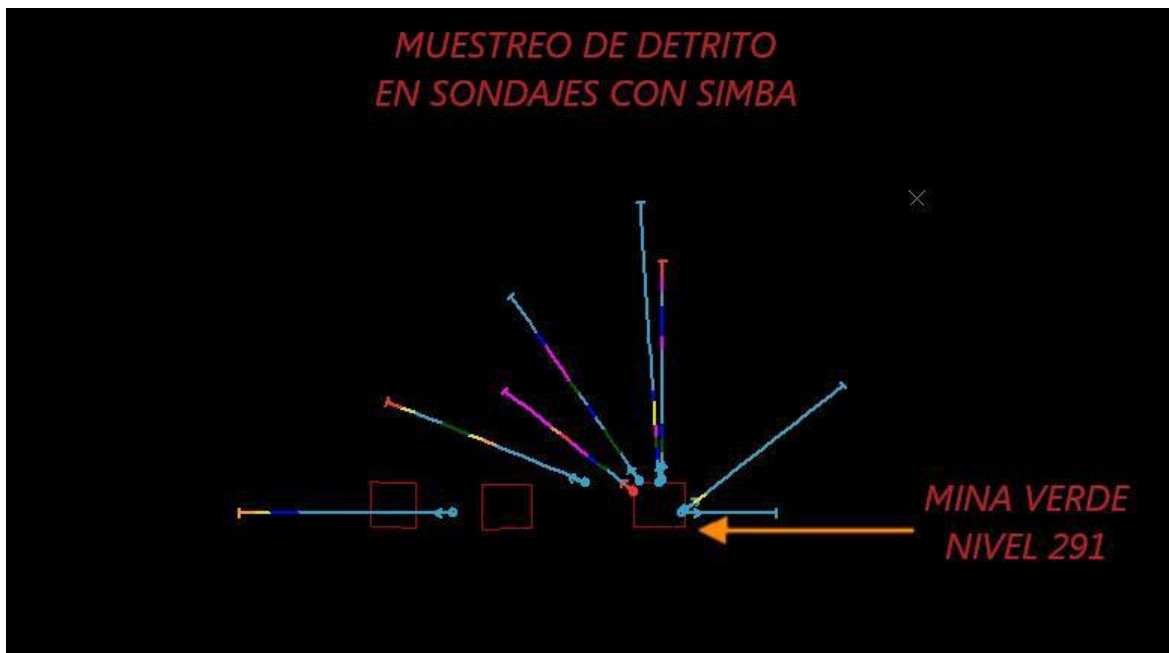 MUESTREO DE DETRITO
EN SONDAJES CON SIMBA
MINA VERDE
NIVEL 291